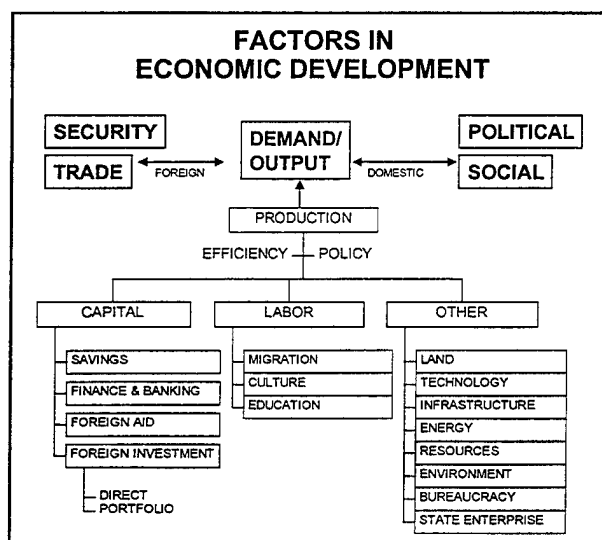 FACTORS IN
ECONOMIC DEVELOPMENT
SECURITY
TRADE
FOREIGN
DEMAND/
OUTPUT
DOMESTIC
POLITICAL
SOCIAL
PRODUCTION
EFFICIENCY
POLICY
CAPITAL
SAVINGS
FINANCE & BANKING
FOREIGN AID
FOREIGN INVESTMENT
DIRECT
PORTFOLIO
LABOR
MIGRATION
CULTURE
EDUCATION
OTHER
LAND
TECHNOLOGY
INFRASTRUCTURE
ENERGY
RESOURCES
ENVIRONMENT
BUREAUCRACY
STATE ENTERPRISE